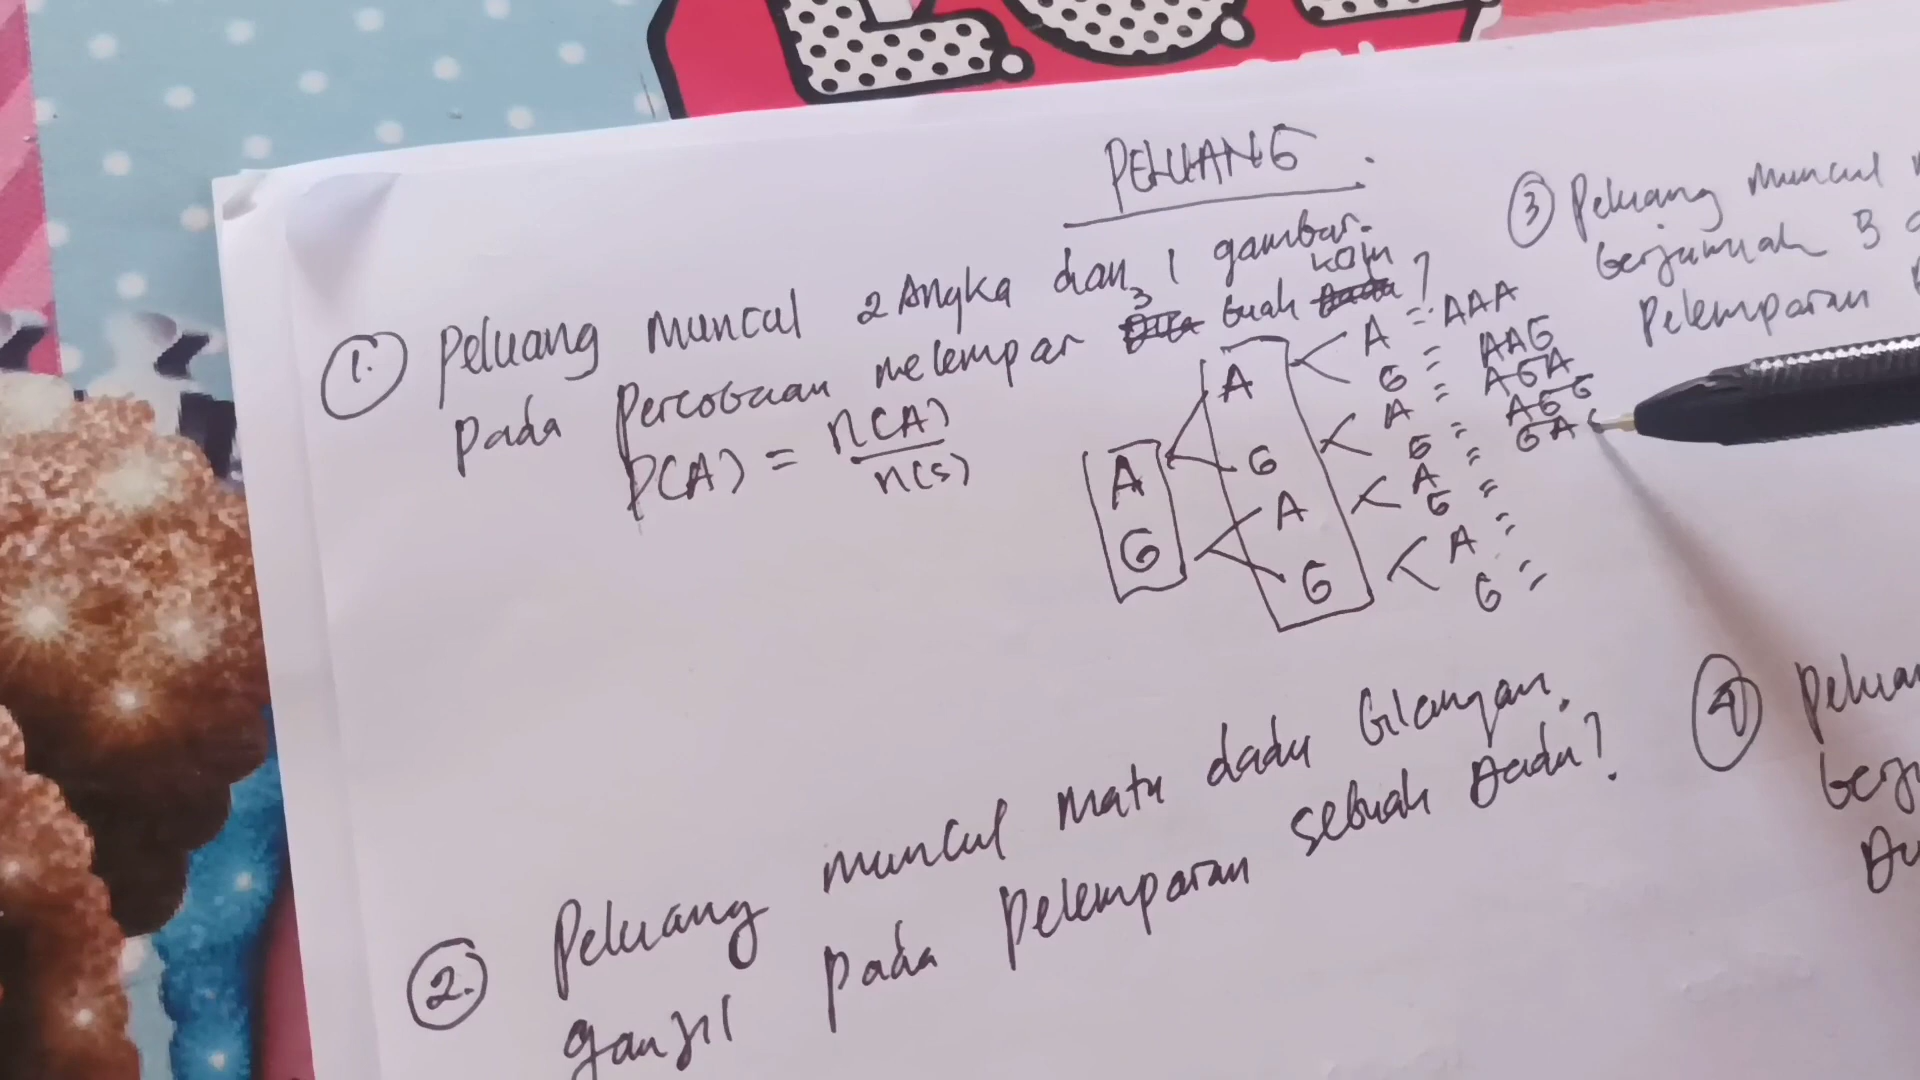 PELUANG.
1. Peluang muncul 2 Angka dan 1 gambar.
pada percobaan melempar 3 buah koin ?
P(A) = n(A)
n(s)
A
G
A
G
A
G
A = AAA
G = AAG
A = AGA
G = AGG
A = GA
G =
A =
G =
2. Peluang muncul mata dadu bilangan.
ganjil pada pelemparan sebuah Dadu?
3 Peluang muncul
berjumlah 3
Pelemparan
4